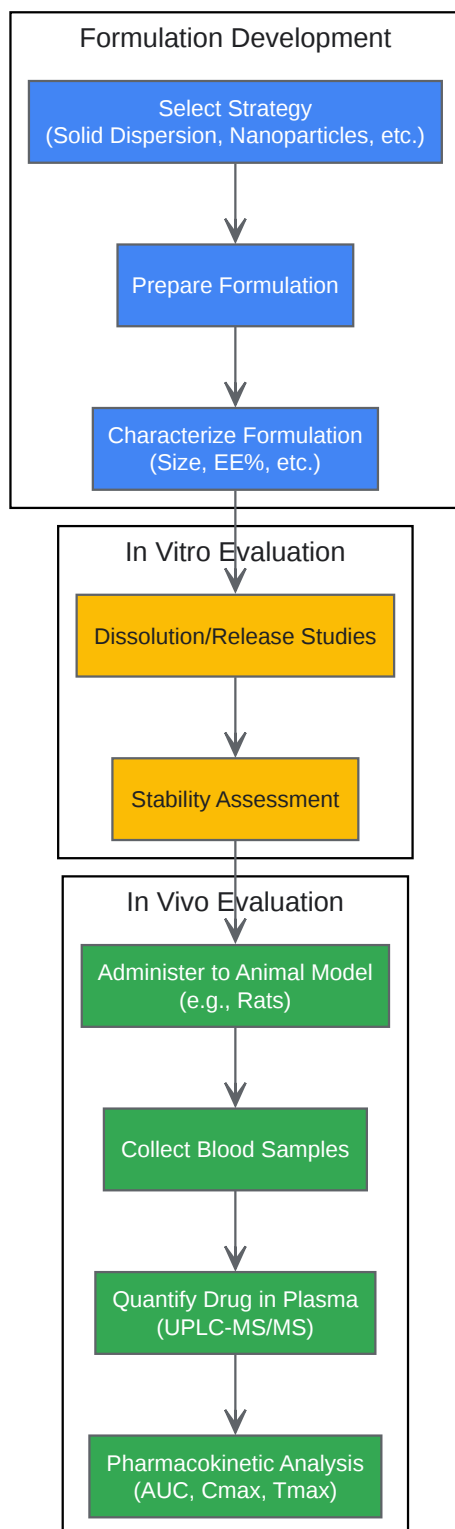 Formulation Development
Select Strategy
(Solid Dispersion, Nanoparticles, etc.)
Prepare Formulation
Characterize Formulation
(Size, EE%, etc.)
In Vitro Evaluation
Dissolution/Release Studies
Stability Assessment
In Vivo Evaluation
Administer to Animal Model
(e.g., Rats)
Collect Blood Samples
Quantify Drug in Plasma
(UPLC-MS/MS)
Pharmacokinetic Analysis
(AUC, Cmax, Tmax)